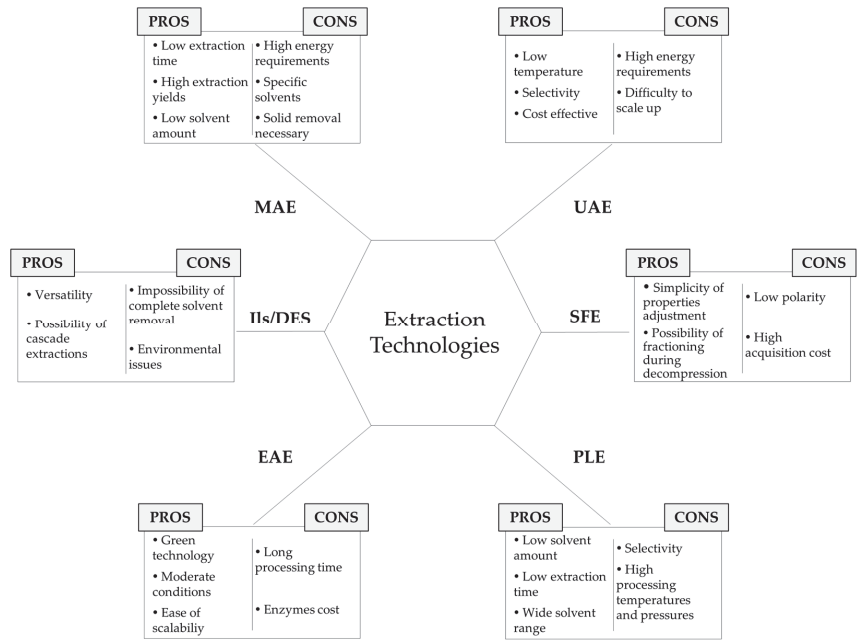 PROS
CONS
• Low extraction
time
• High extraction
yields
• Low solvent
amount
• High energy
requirements
• Specific
solvents
• Solid removal
necessary
PROS
CONS
• Low
temperature
• Selectivity
• Cost effective
• High energy
requirements
• Difficulty to
scale up
MAE
UAE
PROS
CONS
• Versatility
- Possibility of
cascade
extractions
• Impossibility of
complete solvent
removal
• Environmental
issues
IIs/DES
Extraction
Technologies
SFE
PROS
CONS
• Simplicity of
properties
adjustment
• Possibility of
fractioning
during
decompression
• Low polarity
• High
acquisition cost
EAE
PLE
PROS
CONS
• Green
technology
• Moderate
conditions
• Ease of
scalabiliy
• Long
processing time
• Enzymes cost
PROS
CONS
• Low solvent
amount
• Low extraction
time
• Wide solvent
range
• Selectivity
• High
processing
temperatures
and pressures